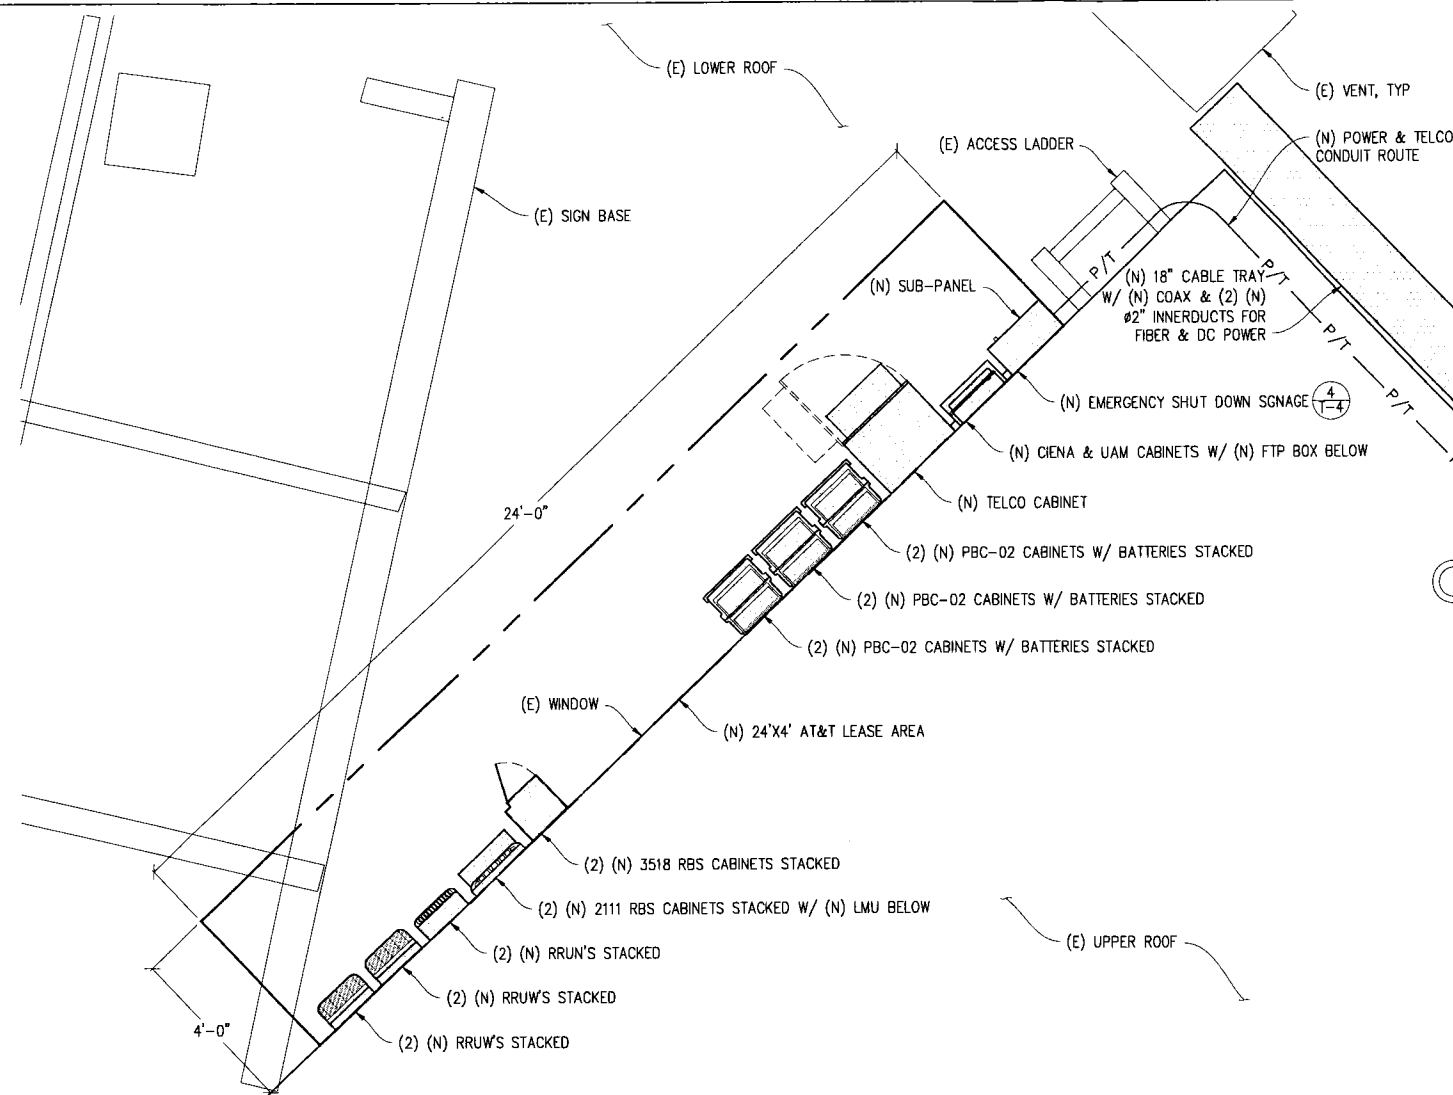 (E) LOWER ROOF
(E) VENT, TYP
(N) POWER & TELCO
CONDUIT ROUTE
(E) ACCESS LADDER
(E) SIGN BASE
P/T
(N) 18" CABLE TRAY
W/ (N) COAX & (2) (N)
ø2" INNERDUCTS FOR
FIBER & DC POWER
P/T
P/T
P/T
(N) SUB-PANEL
(N) EMERGENCY SHUT DOWN SGNAGE
4
T-4
(N) CIENA & UAM CABINETS W/ (N) FTP BOX BELOW
(N) TELCO CABINET
24'-0"
(2) (N) PBC-02 CABINETS W/ BATTERIES STACKED
(2) (N) PBC-02 CABINETS W/ BATTERIES STACKED
(2) (N) PBC-02 CABINETS W/ BATTERIES STACKED
(E) WINDOW
(N) 24'X4' AT&T LEASE AREA
(2) (N) 3518 RBS CABINETS STACKED
(2) (N) 2111 RBS CABINETS STACKED W/ (N) LMU BELOW
(E) UPPER ROOF
(2) (N) RRUN'S STACKED
(2) (N) RRUW'S STACKED
4'-0"
(2) (N) RRUW'S STACKED